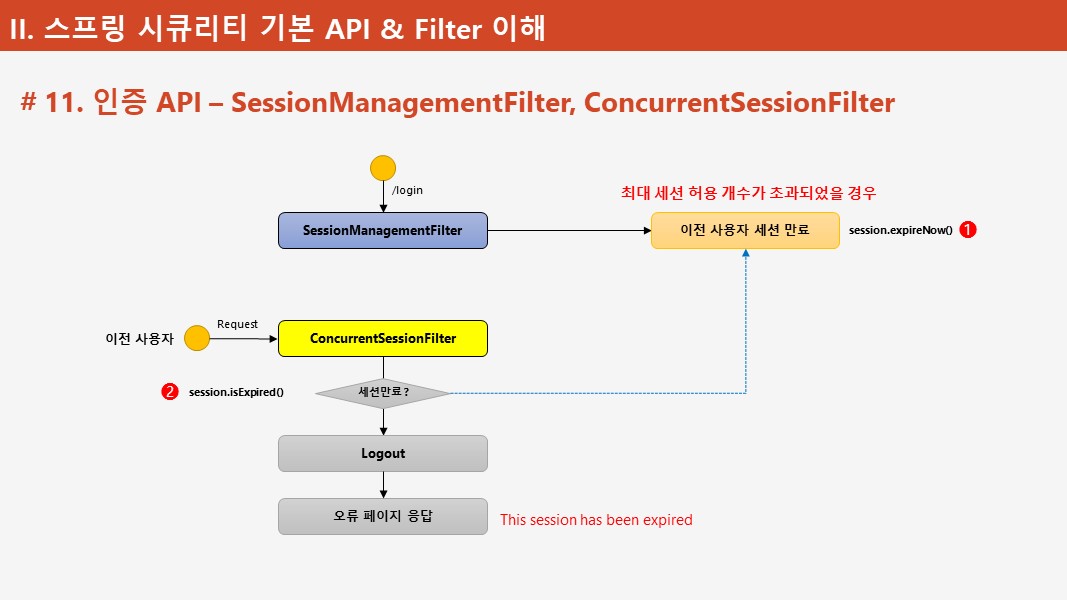 II. 스프링 시큐리티 기본 API & Filter 이해
# 11. 인증 API – SessionManagementFilter, ConcurrentSessionFilter
/login
최대 세션 허용 개수가 초과되었을 경우
SessionManagementFilter
이전 사용자 세션 만료
session.expireNow() 1
Request
이전 사용자
ConcurrentSessionFilter
2 session.isExpired()
세션만료?
Logout
오류 페이지 응답
This session has been expired